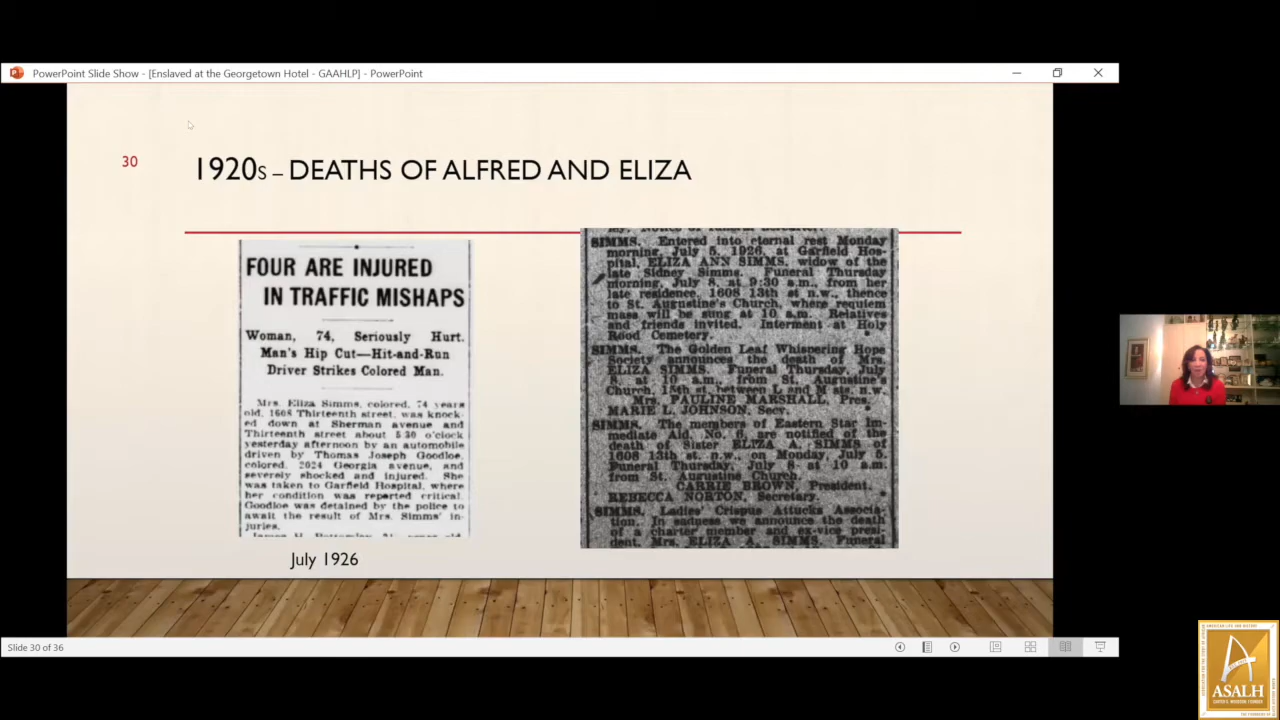 PowerPoint Slide Show - [Enslaved at the Georgetown Hotel - GAAHLP] - PowerPoint
30
1920s – DEATHS OF ALFRED AND ELIZA
FOUR ARE INJURED
IN TRAFFIC MISHAPS
Woman, 74, Seriously Hurt.
Man's Hip Cut—Hit-and-Run
Driver Strikes Colored Man.
Mrs. Eliza Simms, colored, 74 years
old, 1608 Thirteenth street, was knock-
ed down at Sherman avenue and
Thirteenth street about 5:30 o'clock
yesterday afternoon by an automobile
driven by Thomas Joseph Goodloe,
colored, 2024 Georgia avenue, and
severely shocked and injured. She
was taken to Garfield Hospital, where
her condition was reported critical.
Goodloe was detained by the police to
await the result of Mrs. Simms' in-
juries.
July 1926
SIMMS. Entered into eternal rest Monday
morning, July 5, 1926, at Garfield Hos-
pital, ELIZA ANN SIMMS, widow of the
late Sidney Simms. Funeral Thursday
morning, July 8, at 9:30 a.m., from her
late residence, 1608 13th st. n.w., thence
to St. Augustine's Church, where requiem
mass will be sung at 10 a.m. Relatives
and friends invited. Interment at Holy
Rood Cemetery.
SIMMS. The Golden Leaf Whispering Hope
Society announces the death of Mrs.
ELIZA SIMMS. Funeral Thursday, July
8, at 10 a.m., from St. Augustine's
Church, 15th st. between L and M sts. n.w.
Mrs. PAULINE MARSHALL, Pres.
MARIE L. JOHNSON, Secy.
SIMMS. The members of Eastern Star Im-
mediate Aid, No. 6, are notified of the
death of Sister ELIZA A. SIMMS of
1608 13th st. n.w., on Monday, July 5.
Funeral Thursday, July 8 at 10 a.m.
from St. Augustine Church.
CARRIE BROWN, President.
REBECCA NORTON, Secretary.
SIMMS. Ladies' Crispus Attucks Associa-
tion. In sadness we announce the death
of a charter member and ex-vice presi-
dent, Mrs. ELIZA A. SIMMS. Funeral
Slide 30 of 36
ASALH